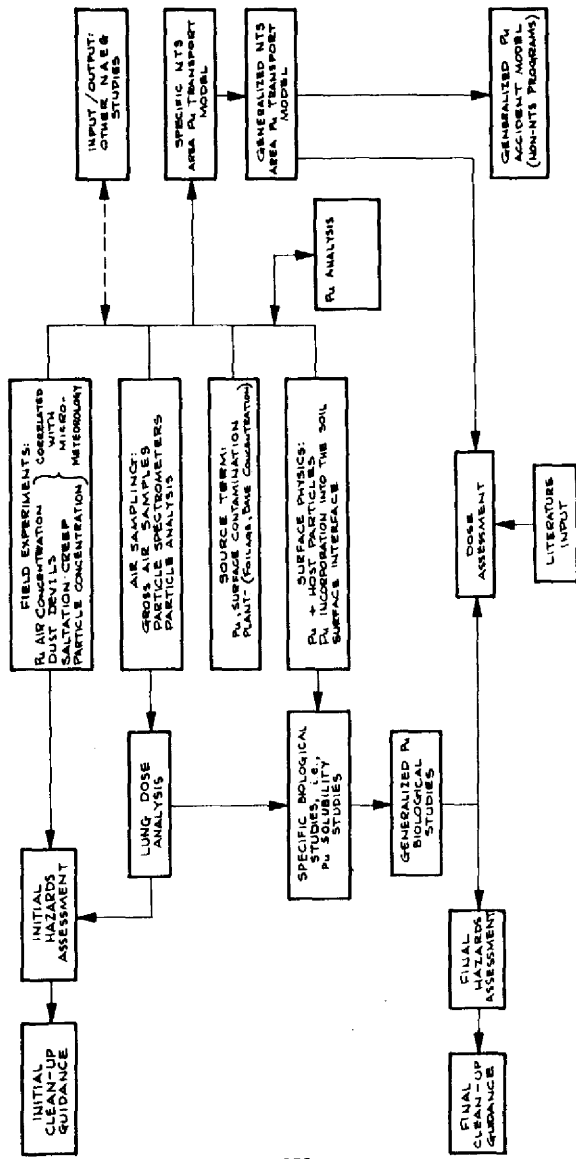 INPUT/OUTPUT:
OTHER NAEG
STUDIES
SPECIFIC NTS
AREA Pu TRANSPORT
MODEL
GENERALIZED NTS
AREA Pu TRANSPORT
MODEL
GENERALIZED Pu
ACCIDENT MODEL
(NON-NTS PROGRAMS)
Pu ANALYSIS
FIELD EXPERIMENTS:
Pu AIR CONCENTRATION
DUST DEVILS
SALTATION: CREEP
PARTICLE CONCENTRATION
CORRELATED
WITH
MICRO-
METEOROLOGY
AIR SAMPLING:
GROSS AIR SAMPLES
PARTICLE SPECTROMETERS
PARTICLE ANALYSIS
SOURCE TERM:
Pu, SURFACE CONTAMINATION
PLANT- (FOILAGE, BASE CONCENTRATION)
SURFACE PHYSICS:
Pu + HOST PARTICLES
Pu INCORPORATION INTO THE SOIL
SURFACE INTERFACE
DOSE
ASSESSMENT
LITERATURE
INPUT
LUNG DOSE
ANALYSIS
SPECIFIC BIOLOGICAL
STUDIES, i.e.,
Pu SOLUBILITY
STUDIES
GENERALIZED Pu
BIOLOGICAL
STUDIES
INITIAL
HAZARDS
ASSESSMENT
FINAL
HAZARDS
ASSESSMENT
INITIAL
CLEAN-UP
GUIDANCE
FINAL
CLEAN-UP
GUIDANCE